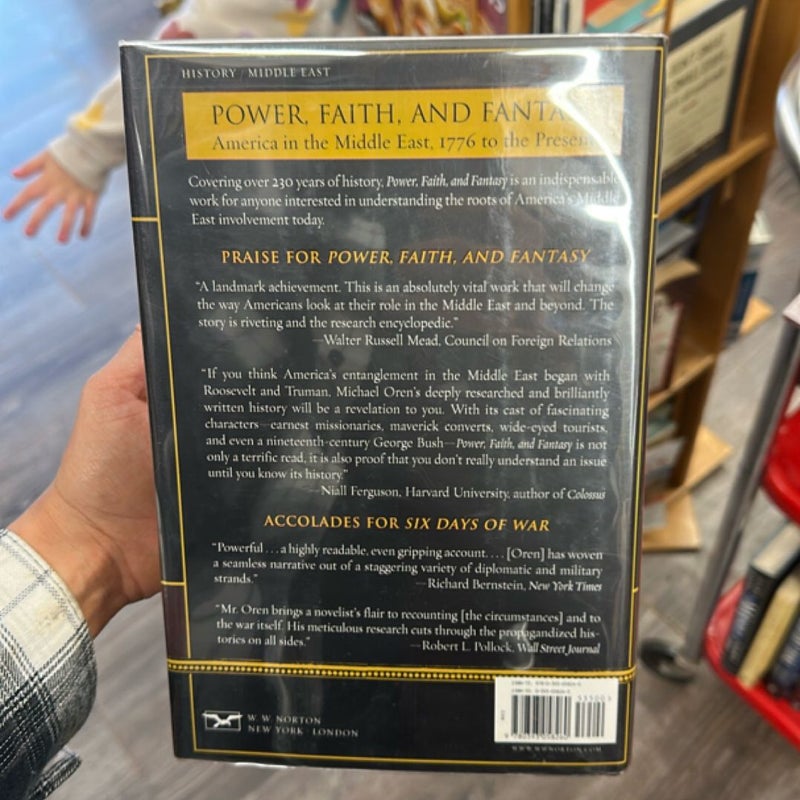 HISTORY / MIDDLE EAST
POWER, FAITH, AND FANTA
America in the Middle East, 1776 to the Presen
Covering over 230 years of history, Power, Faith, and Fantasy is an indispensable
work for anyone interested in understanding the roots of America's Middle
East involvement today.
PRAISE FOR POWER, FAITH, AND FANTASY
"A landmark achievement. This is an absolutely vital work that will change
the way Americans look at their role in the Middle East and beyond. The
story is riveting and the research encyclopedic."
—Walter Russell Mead, Council on Foreign Relations
"If you think America's entanglement in the Middle East began with
Roosevelt and Truman, Michael Oren's deeply researched and brilliantly
written history will be a revelation to you. With its cast of fascinating
characters—earnest missionaries, maverick converts, wide-eyed tourists,
and even a nineteenth-century George Bush—Power, Faith, and Fantasy is not
only a terrific read, it is also proof that you don't really understand an issue
until you know its history."
—Niall Ferguson, Harvard University, author of Colossus
ACCOLADES FOR SIX DAYS OF WAR
"Powerful . . . a highly readable, even gripping account. . . . [Oren] has woven
a seamless narrative out of a staggering variety of diplomatic and military
strands."
—Richard Bernstein, New York Times
"Mr. Oren brings a novelist's flair to recounting [the circumstances] and to
the war itself. His meticulous research cuts through the propagandized his-
tories on all sides."
—Robert L. Pollock, Wall Street Journal
W. W. NORTON
NEW YORK · LONDON
WWW.WWNORTON.COM